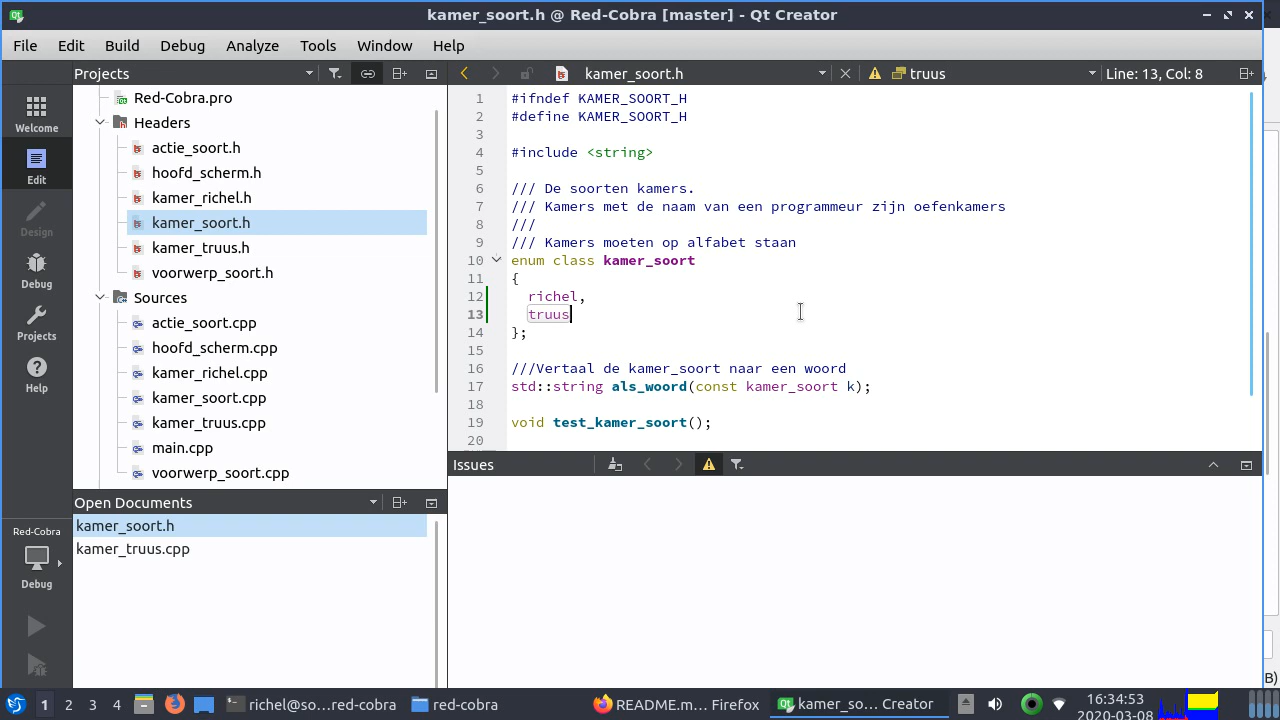 kamer_soort.h @ Red-Cobra [master] - Qt Creator
File Edit Build Debug Analyze Tools Window Help
Projects
kamer_soort.h
truus
Line: 13, Col: 8
Welcome
Edit
Design
Debug
Projects
Help
Red-Cobra
Debug
Red-Cobra.pro
Headers
actie_soort.h
hoofd_scherm.h
kamer_richel.h
kamer_soort.h
kamer_truus.h
voorwerp_soort.h
Sources
actie_soort.cpp
hoofd_scherm.cpp
kamer_richel.cpp
kamer_soort.cpp
kamer_truus.cpp
main.cpp
voorwerp_soort.cpp
Open Documents
kamer_soort.h
kamer_truus.cpp
1 #ifndef KAMER_SOORT_H
2 #define KAMER_SOORT_H
3
4 #include <string>
5
6 /// De soorten kamers.
7 /// Kamers met de naam van een programmeur zijn oefenkamers
8 ///
9 /// Kamers moeten op alfabet staan
10 enum class kamer_soort
11 {
12 richel,
13 truus
14 };
15
16 ///Vertaal de kamer_soort naar een woord
17 std::string als_woord(const kamer_soort k);
18
19 void test_kamer_soort();
20
Issues
B)
1 2 3 4
richel@so...red-cobra
red-cobra
README.m... Firefox
kamer_so... Creator
16:34:53
2020-03-08